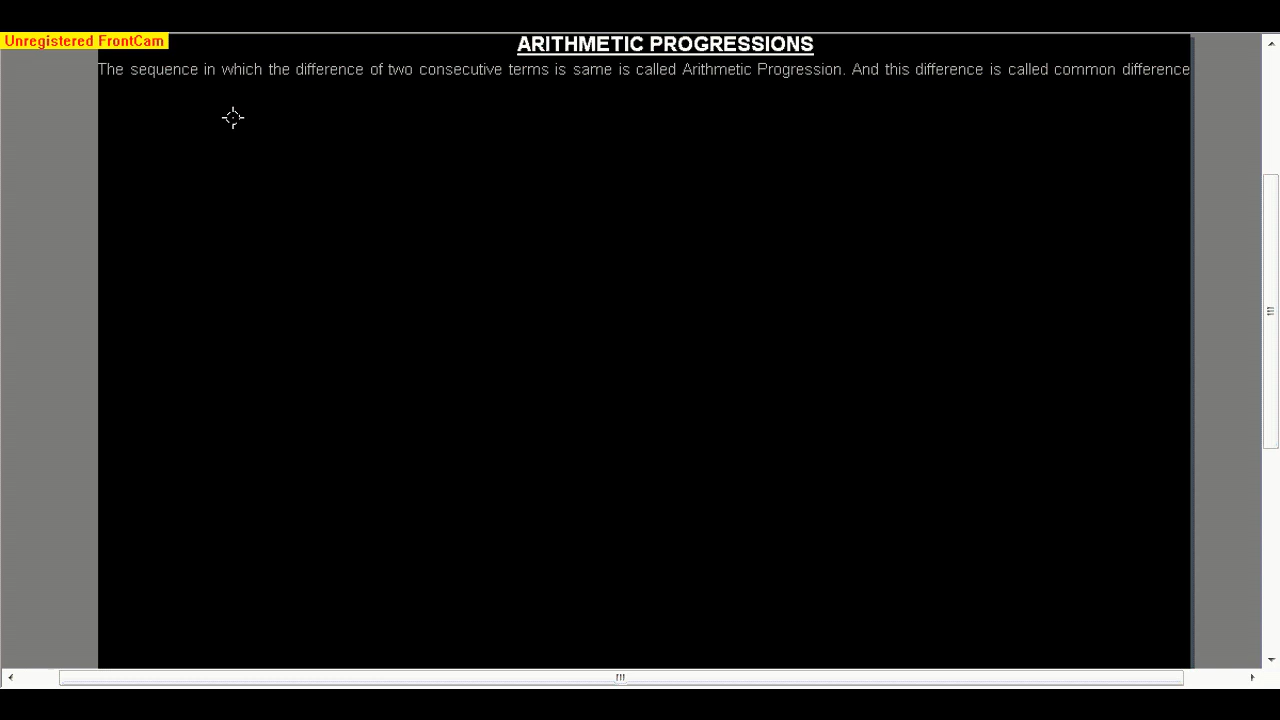 Unregistered FrontCam
ARITHMETIC PROGRESSIONS
The sequence in which the difference of two consecutive terms is same is called Arithmetic Progression. And this difference is called common difference